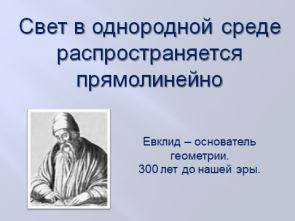 Свет в однородной среде
распространяется
прямолинейно
Евклид – основатель
геометрии.
300 лет до нашей эры.